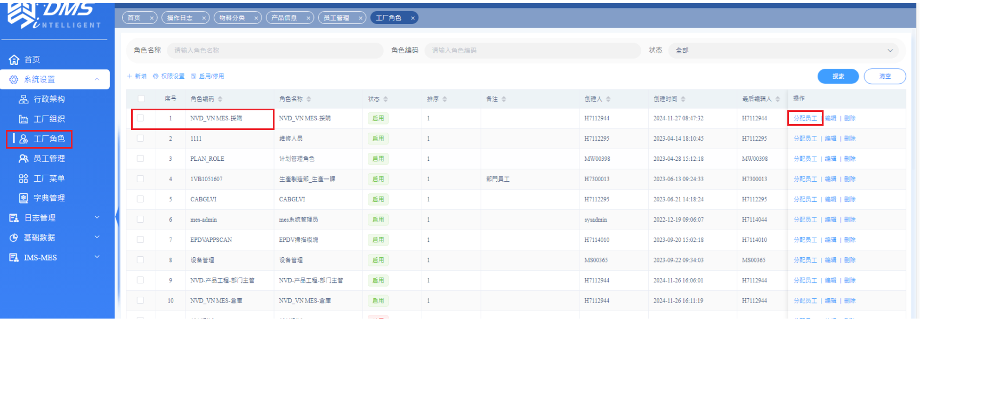 DMS
iNTELLIGENT
首页
系统设置
行政架构
工厂组织
工厂角色
员工管理
工厂菜单
字典管理
日志管理
基础数据
IMS-MES
首页 × 操作日志 × 物料分类 × 产品信息 × 员工管理 × 工厂角色 ×
角色名称 请输入角色名称 角色编码 请输入角色编码 状态 全部
+ 新增 权限设置 启用/停用 搜索 清空
序号 角色编码 角色名称 状态 排序 备注 创建人 创建时间 最后编辑人 操作
1 NVD_VN MES-採購 NVD_VN MES-採購 启用 1 H7112944 2024-11-27 08:47:32 H7112944 分配员工 | 编辑 | 删除
2 1111 维修人员 启用 1 H7112295 2023-04-14 18:10:45 H7112295 分配员工 | 编辑 | 删除
3 PLAN_ROLE 计划管理角色 启用 1 MW00398 2023-04-28 15:12:18 MW00398 分配员工 | 编辑 | 删除
4 1VB1051607 生產製造部_生產一課 启用 1 部門員工 H7300013 2023-06-13 09:24:33 H7300013 分配员工 | 编辑 | 删除
5 CABGLVI CABGLVI 启用 1 H7112295 2023-06-21 14:18:24 H7112295 分配员工 | 编辑 | 删除
6 mes-admin mes系统管理员 启用 1 sysadmin 2022-12-19 09:06:07 H7114044 分配员工 | 编辑 | 删除
7 EPDVAPPSCAN EPDV掃描模塊 启用 1 H7114010 2023-09-20 15:02:18 H7114010 分配员工 | 编辑 | 删除
8 设备管理 设备管理 启用 1 MS00365 2023-09-22 09:34:03 MS00365 分配员工 | 编辑 | 删除
9 NVD-产品工程-部门主管 NVD-产品工程-部门主管 启用 1 H7112944 2024-11-26 16:06:01 H7112944 分配员工 | 编辑 | 删除
10 NVD_VN MES-倉庫 NVD_VN MES-倉庫 启用 1 H7112944 2024-11-26 16:11:19 H7112944 分配员工 | 编辑 | 删除